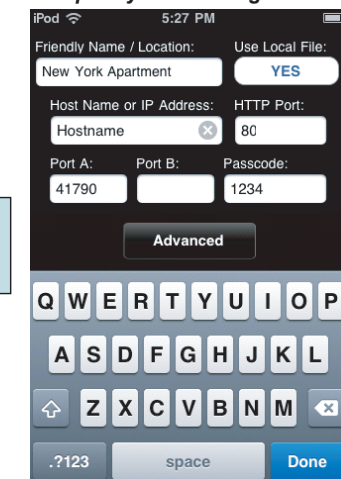 iPod 5:27 PM
Friendly Name / Location: Use Local File:
New York Apartment YES
Host Name or IP Address: HTTP Port:
Hostname 80
Port A: Port B: Passcode:
41790 1234
Advanced
Q W E R T Y U I O P
A S D F G H J K L
Z X C V B N M
.?123 space Done